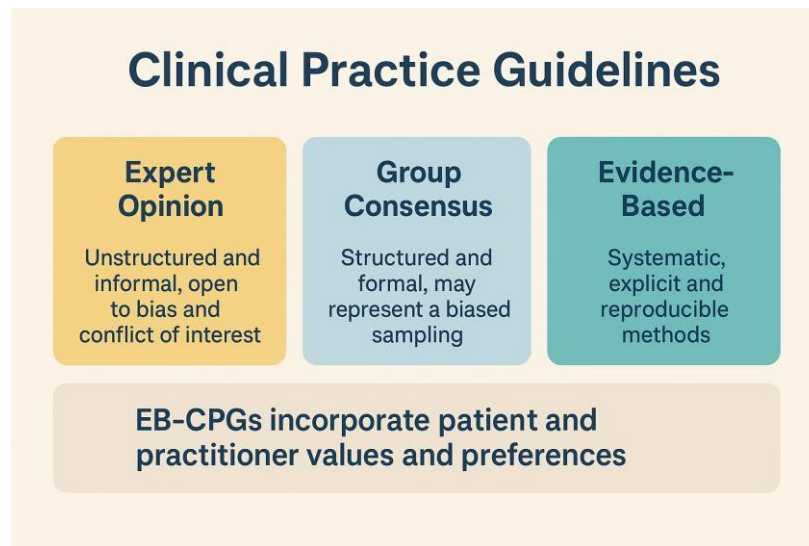 Clinical Practice Guidelines
Expert
Opinion
Unstructured and
informal, open
to bias and
conflict of interest
Group
Consensus
Structured and
formal, may
represent a biased
sampling
Evidence-
Based
Systematic,
explicit and
reproducible
methods
EB-CPGs incorporate patient and
practitioner values and preferences